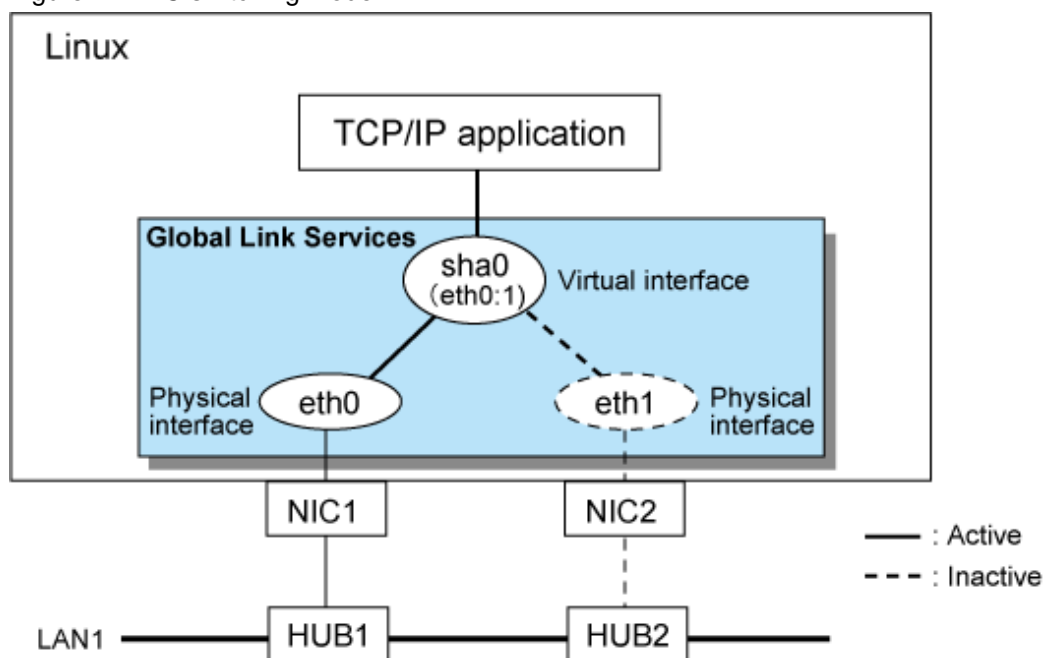 Linux
TCP/IP application
Global Link Services
sha0
(eth0:1)
Virtual interface
Physical
interface
eth0
eth1
Physical
interface
NIC1
NIC2
: Active
: Inactive
LAN1
HUB1
HUB2